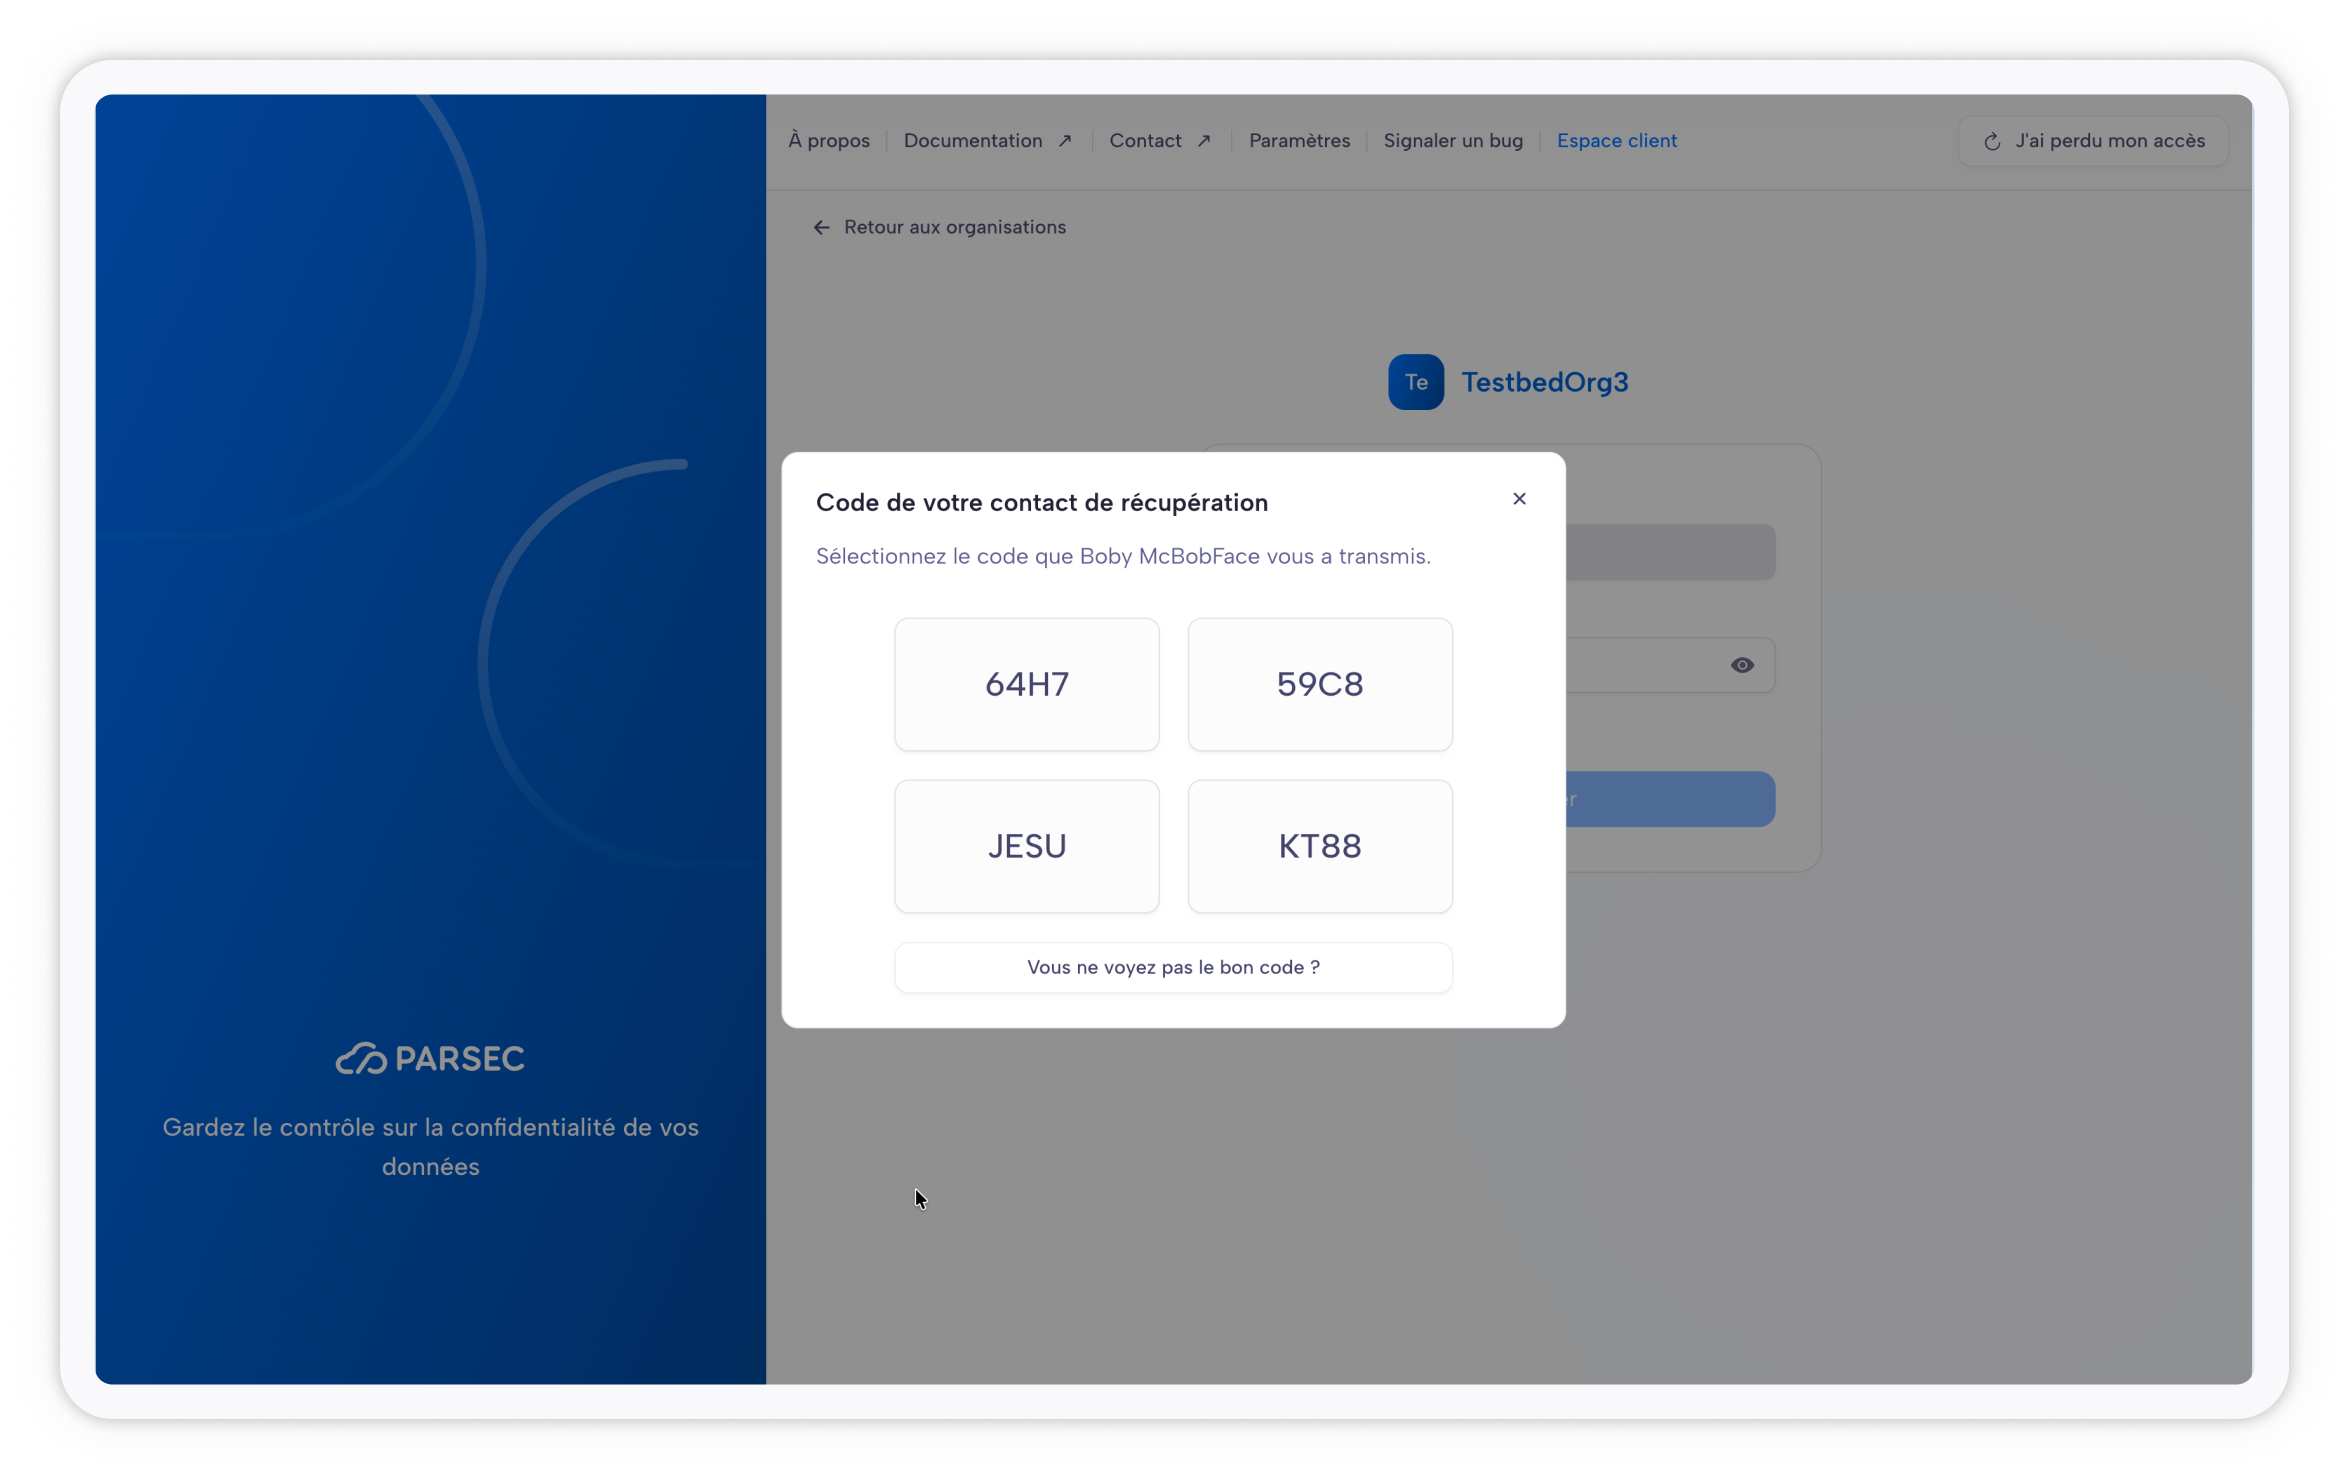 À propos
Documentation ↗
Contact ↗
Paramètres
Signaler un bug
Espace client
J'ai perdu mon accès
← Retour aux organisations
Te
TestbedOrg3
Code de votre contact de récupération
Sélectionnez le code que Boby McBobFace vous a transmis.
64H7
59C8
JESU
KT88
Vous ne voyez pas le bon code ?
PARSEC
Gardez le contrôle sur la confidentialité de vos
données